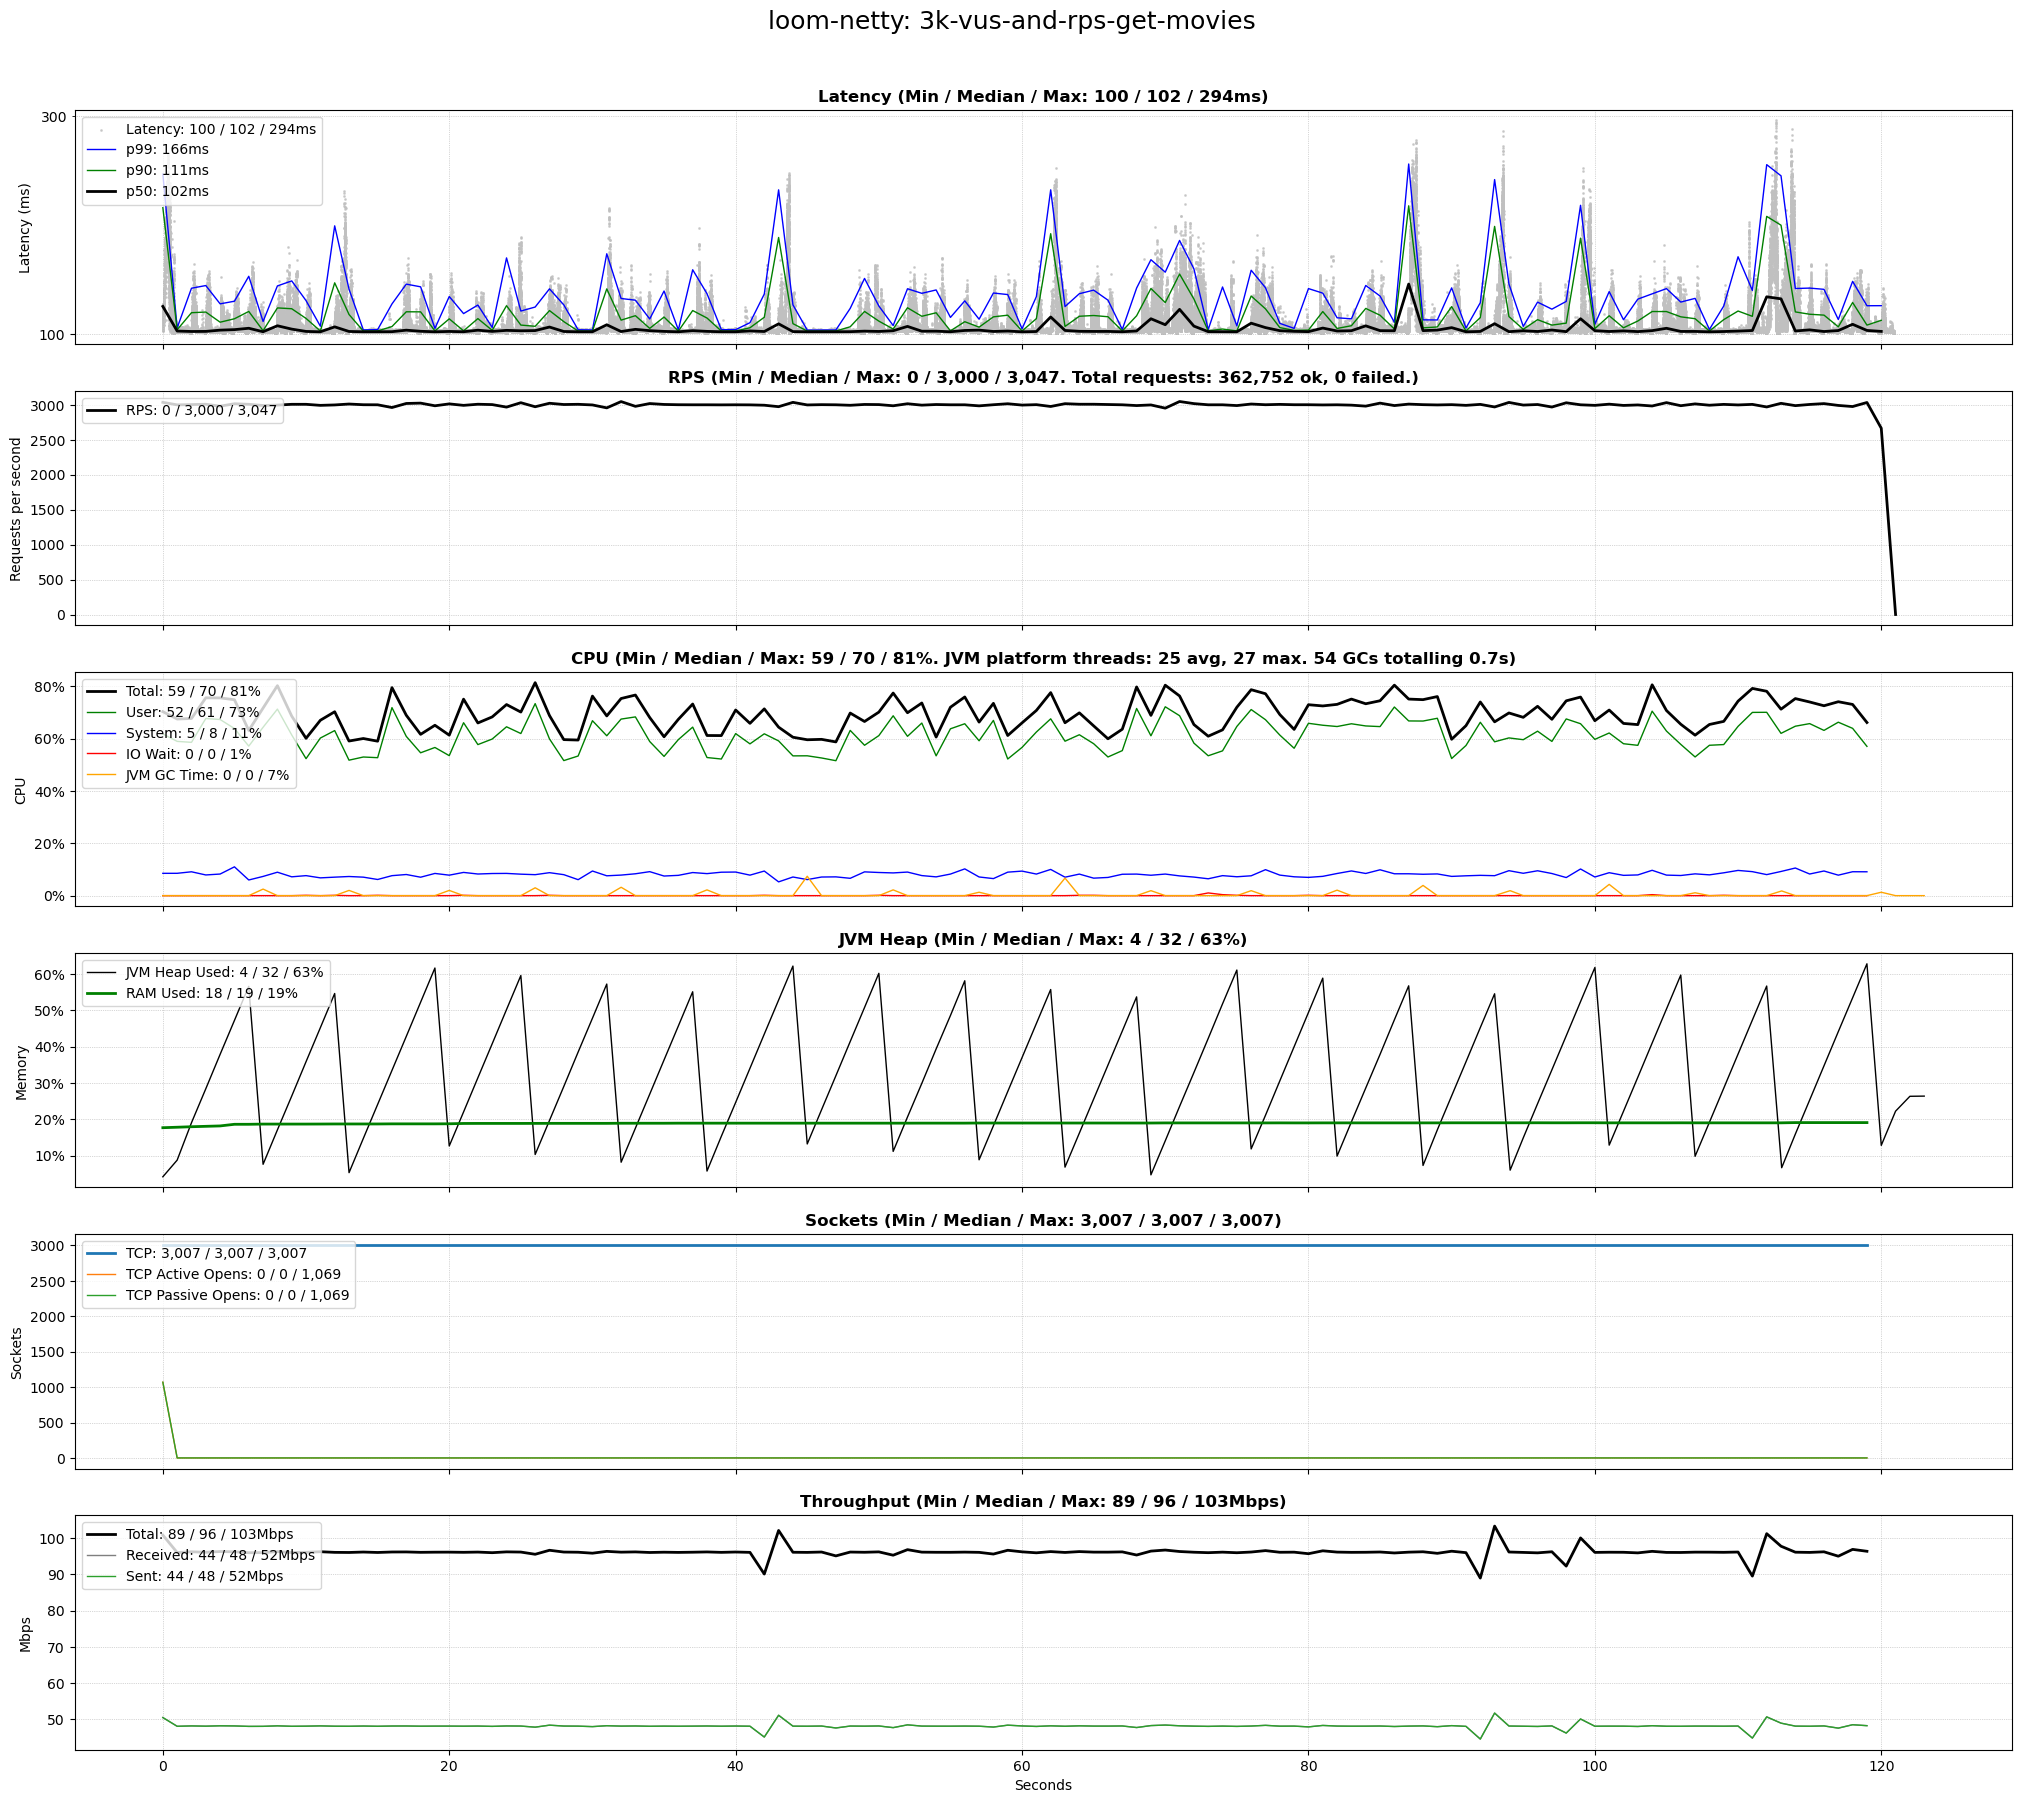 loom-netty: 3k-vus-and-rps-get-movies
Latency (Min / Median / Max: 100 / 102 / 294ms)
300
100
Latency (ms)
Latency: 100 / 102 / 294ms
p99: 166ms
p90: 111ms
p50: 102ms
RPS (Min / Median / Max: 0 / 3,000 / 3,047. Total requests: 362,752 ok, 0 failed.)
3000
2500
2000
1500
1000
500
0
Requests per second
RPS: 0 / 3,000 / 3,047
CPU (Min / Median / Max: 59 / 70 / 81%. JVM platform threads: 25 avg, 27 max. 54 GCs totalling 0.7s)
80%
60%
40%
20%
0%
CPU
Total: 59 / 70 / 81%
User: 52 / 61 / 73%
System: 5 / 8 / 11%
IO Wait: 0 / 0 / 1%
JVM GC Time: 0 / 0 / 7%
JVM Heap (Min / Median / Max: 4 / 32 / 63%)
60%
50%
40%
30%
20%
10%
Memory
JVM Heap Used: 4 / 32 / 63%
RAM Used: 18 / 19 / 19%
Sockets (Min / Median / Max: 3,007 / 3,007 / 3,007)
3000
2500
2000
1500
1000
500
0
Sockets
TCP: 3,007 / 3,007 / 3,007
TCP Active Opens: 0 / 0 / 1,069
TCP Passive Opens: 0 / 0 / 1,069
Throughput (Min / Median / Max: 89 / 96 / 103Mbps)
100
90
80
70
60
50
Mbps
Total: 89 / 96 / 103Mbps
Received: 44 / 48 / 52Mbps
Sent: 44 / 48 / 52Mbps
0
20
40
60
80
100
120
Seconds